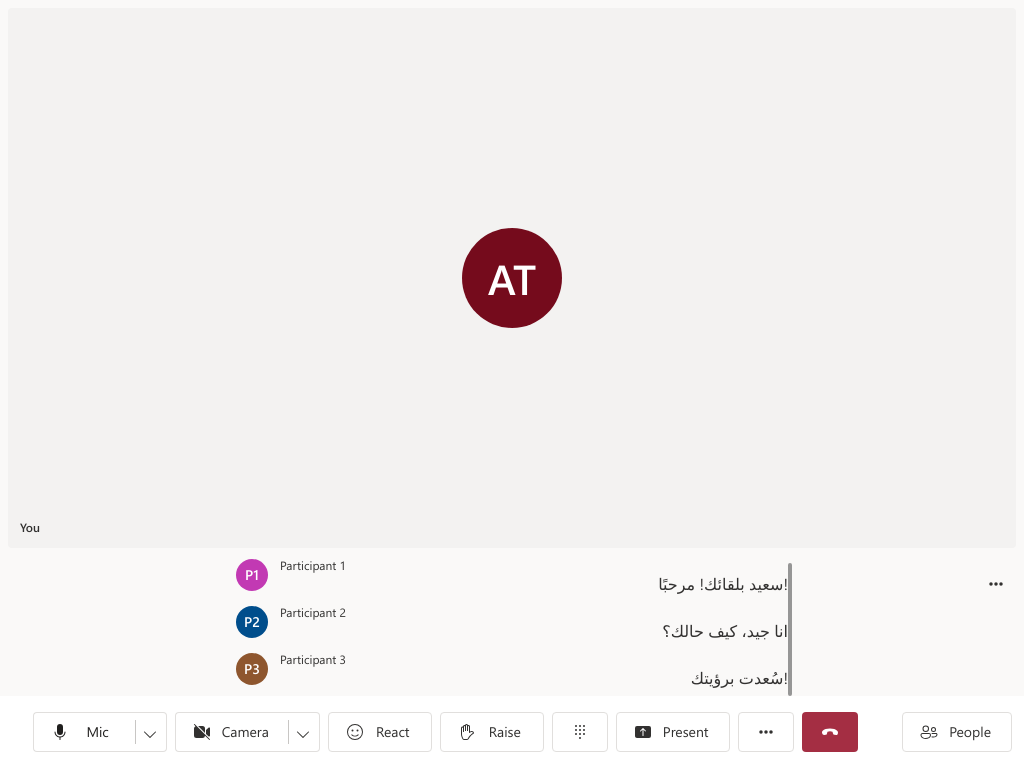 AT
You
P1
Participant 1
سعيد بلقائك! مرحبًا!
P2
Participant 2
انا جيد، كيف حالك؟
P3
Participant 3
سُعدت برؤيتك!
Mic
Camera
React
Raise
Present
People